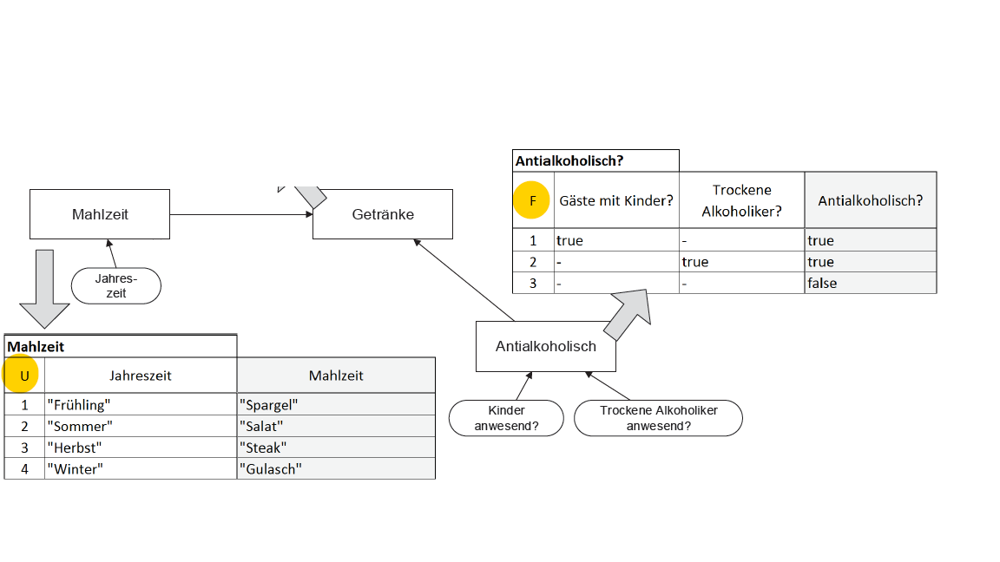 Antialkoholisch?
F Gäste mit Kinder? Trockene Alkoholiker? Antialkoholisch?
1 true - true
2 - true true
3 - - false
Mahlzeit
Getränke
Jahres-
zeit
Antialkoholisch
Kinder
anwesend?
Trockene Alkoholiker
anwesend?
Mahlzeit
U Jahreszeit Mahlzeit
1 "Frühling" "Spargel"
2 "Sommer" "Salat"
3 "Herbst" "Steak"
4 "Winter" "Gulasch"